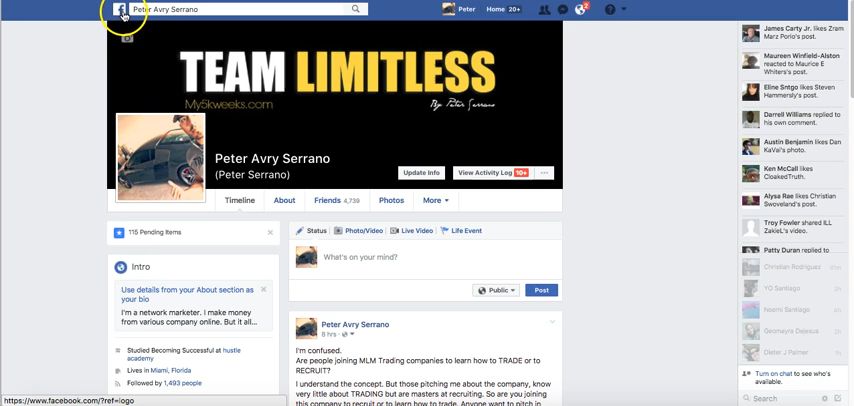 f
Peter Avry Serrano
Peter
Home 20+
2
TEAM LIMITLESS
My5kweeks.com
By Peter Serrano
Peter Avry Serrano
(Peter Serrano)
Update Info
View Activity Log 10+
...
Timeline
About
Friends 4,739
Photos
More
115 Pending Items
Intro
Use details from your About section as
your bio
I'm a network marketer. I make money
from various company online. But it all...
Studied Becoming Successful at hustle
academy
Lives in Miami, Florida
Followed by 1,493 people
Status
Photo/Video
Live Video
Life Event
What's on your mind?
Public
Post
Peter Avry Serrano
8 hrs
I'm confused.
Are people joining MLM Trading companies to learn how to TRADE or to
RECRUIT?
I understand the concept. But those pitching me about the company, know
very little about TRADING but are masters at recruiting. So are you joining
this company to recruit or to learn how to trade. Anyone want to pitch in
James Carty Jr. likes Zram
Marz Porio's post.
Maureen Winfield-Alston
reacted to Maurice E
Whiters's post.
Eline Sntgo likes Steven
Hammersly's post.
Darnell Willians replied to
his own comment.
Austin Benjamin likes Dan
KaVai's photo.
Ken McCall likes
CloakedTruth.
Alysa Rae likes Christian
Swoveland's post.
Troy Fowler shared ILL
ZakieL's video.
Patty Duran replied to
Christian Rodriguez
YO Santiago
Noemi Santiago
Geomayra Dejesus
Dieter J Palmer
Turn on chat to see who's
available.
Search
https://www.facebook.com/?ref=logo